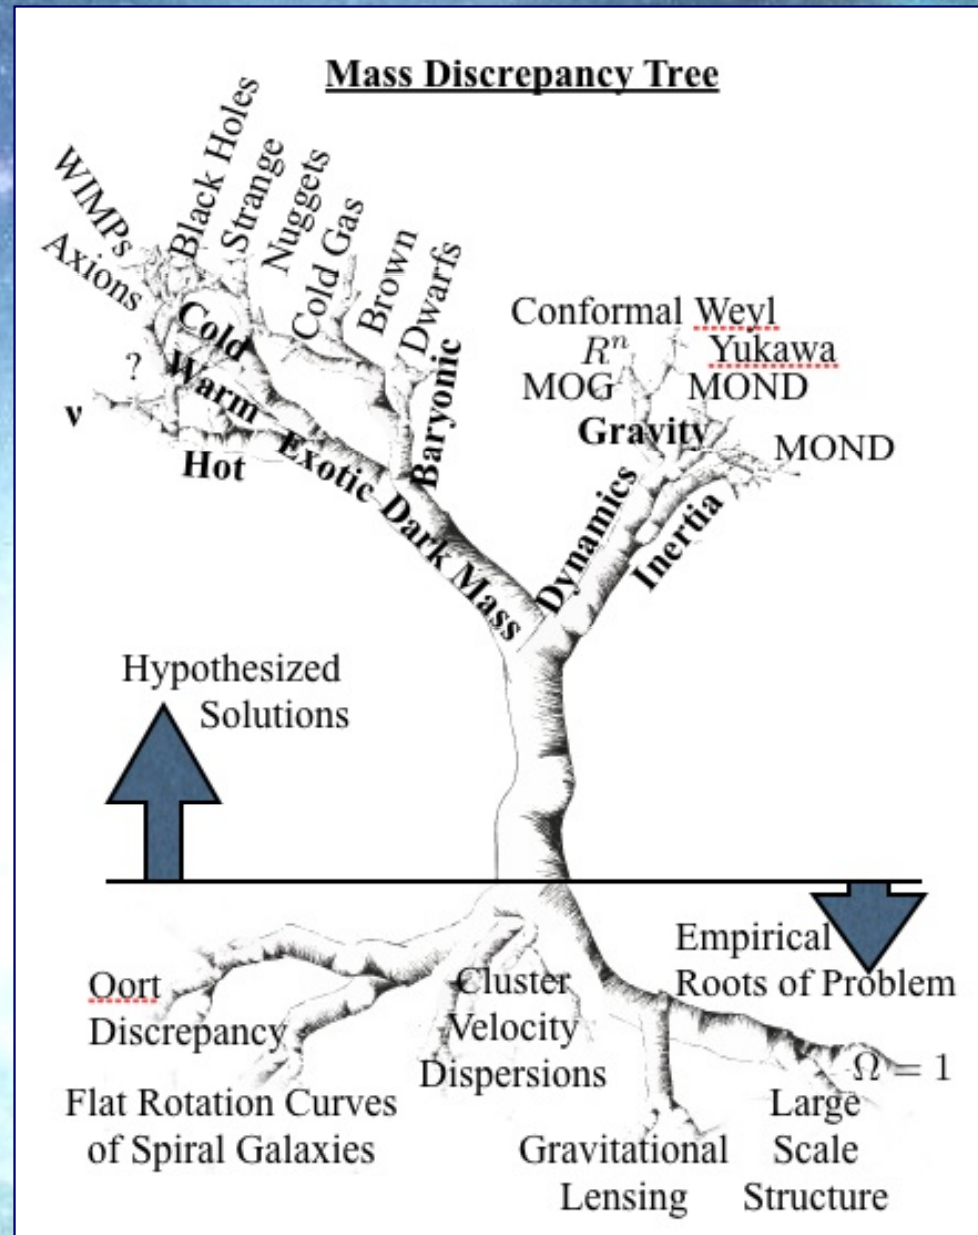 Mass Discrepancy Tree
WIMPs
Axions
Black Holes
Strange
Nuggets
Cold Gas
Brown
Dwarfs
Cold
Warm
?
ν
Hot
Exotic
Baryonic
Dark Mass
Conformal Weyl
Rⁿ
Yukawa
MOG
MOND
Gravity
MOND
Dynamics
Inertia
Hypothesized
Solutions
Empirical
Roots of Problem
Oort
Discrepancy
Flat Rotation Curves
of Spiral Galaxies
Cluster
Velocity
Dispersions
Gravitational
Lensing
Ω = 1
Large
Scale
Structure